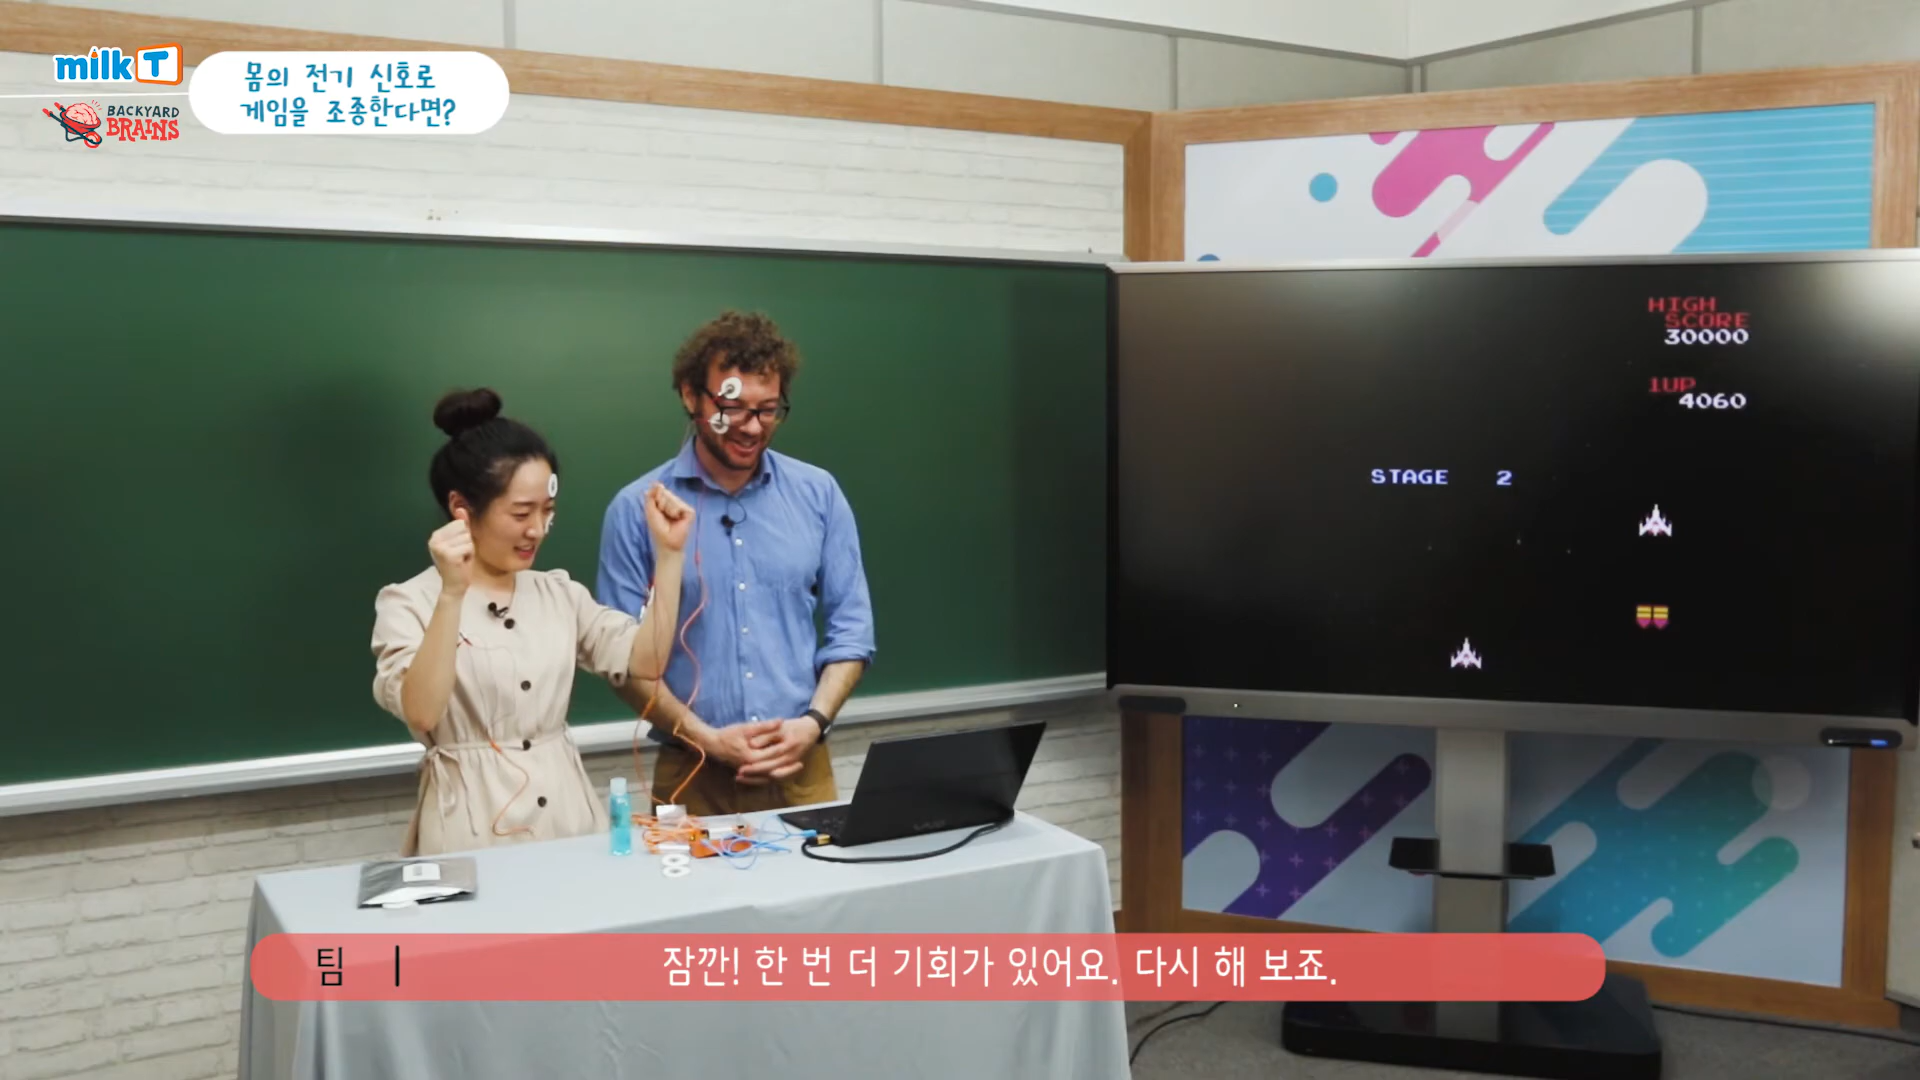 milk T
BACKYARD
BRAINS
몸의 전기 신호로
게임을 조종한다면?
HIGH
SCORE
30000
1UP
4060
STAGE 2
팀 | 잠깐! 한 번 더 기회가 있어요. 다시 해 보죠.